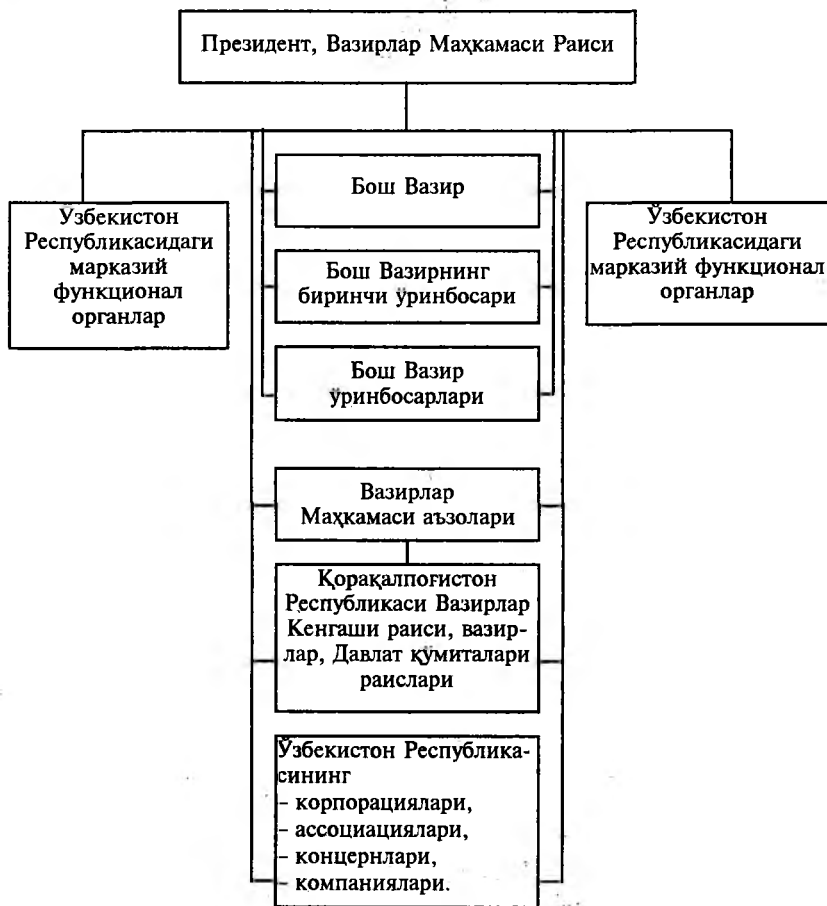 Президент, Вазирлар Маҳкамаси Раиси
Бош Вазир
Ўзбекистон
Республикасидаги
марказий
функционал
органлар
Ўзбекистон
Республикасидаги
марказий функционал
органлар
Бош Вазирнинг
биринчи ўринбосари
Бош Вазир
ўринбосарлари
Вазирлар
Маҳкамаси аъзолари
Қорақалпоғистон
Республикаси Вазирлар
Кенгаши раиси, вазир-
лар, Давлат қўмиталари
раислари
Ўзбекистон Республика-
сининг
– корпорациялари,
– ассоциациялари,
– концернлари,
– компаниялари.